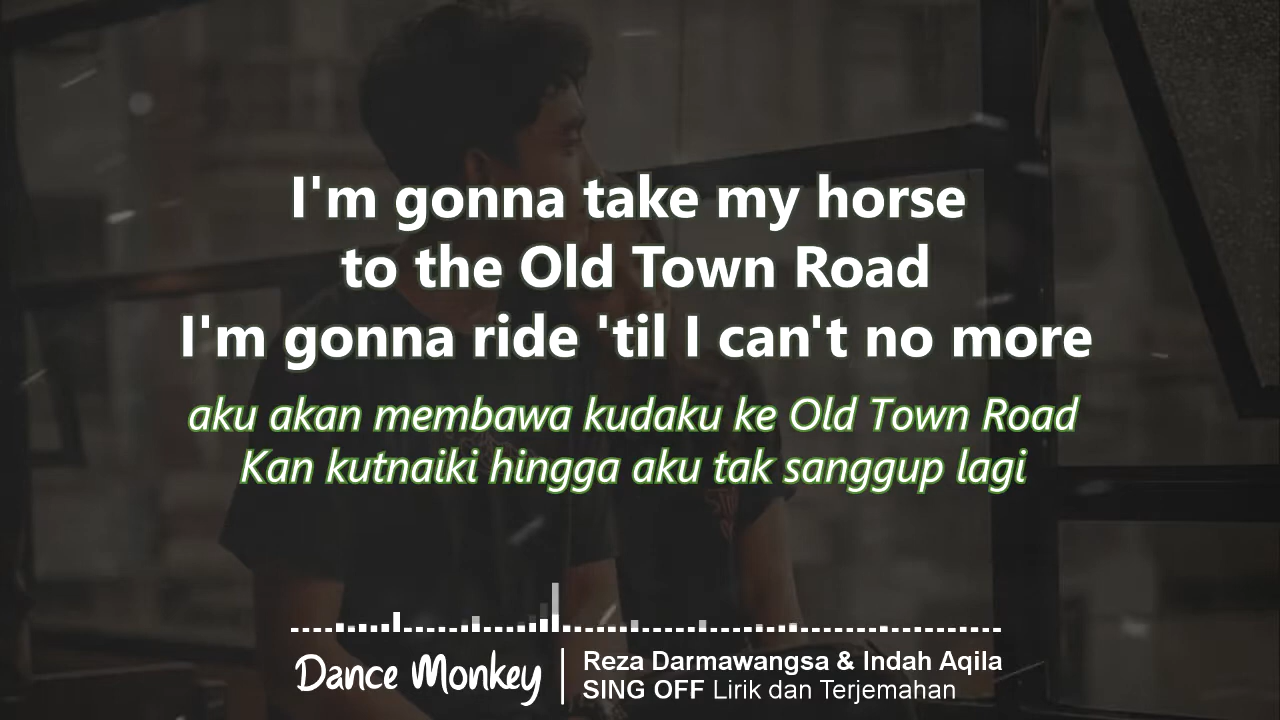 I'm gonna take my horse
to the Old Town Road
I'm gonna ride 'til I can't no more
aku akan membawa kudaku ke Old Town Road
Kan kutnaiki hingga aku tak sanggup lagi
Dance Monkey
Reza Darmawangsa & Indah Aqila
SING OFF Lirik dan Terjemahan